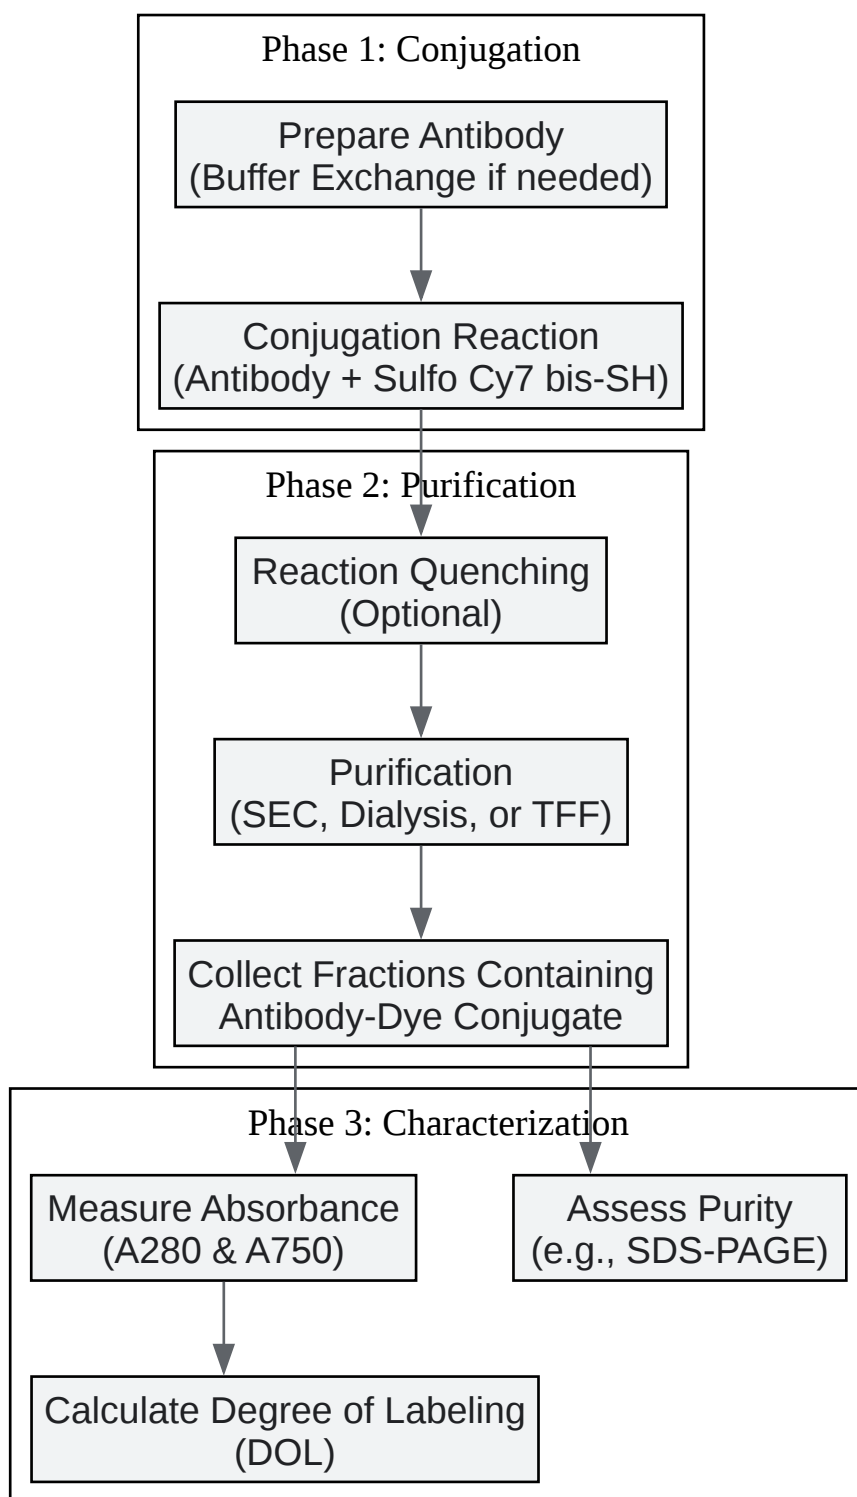 Phase 1: Conjugation
Prepare Antibody
(Buffer Exchange if needed)
Conjugation Reaction
(Antibody + Sulfo Cy7 bis-SH)
Phase 2: Purification
Reaction Quenching
(Optional)
Purification
(SEC, Dialysis, or TFF)
Collect Fractions Containing
Antibody-Dye Conjugate
Phase 3: Characterization
Measure Absorbance
(A280 & A750)
Assess Purity
(e.g., SDS-PAGE)
Calculate Degree of Labeling
(DOL)